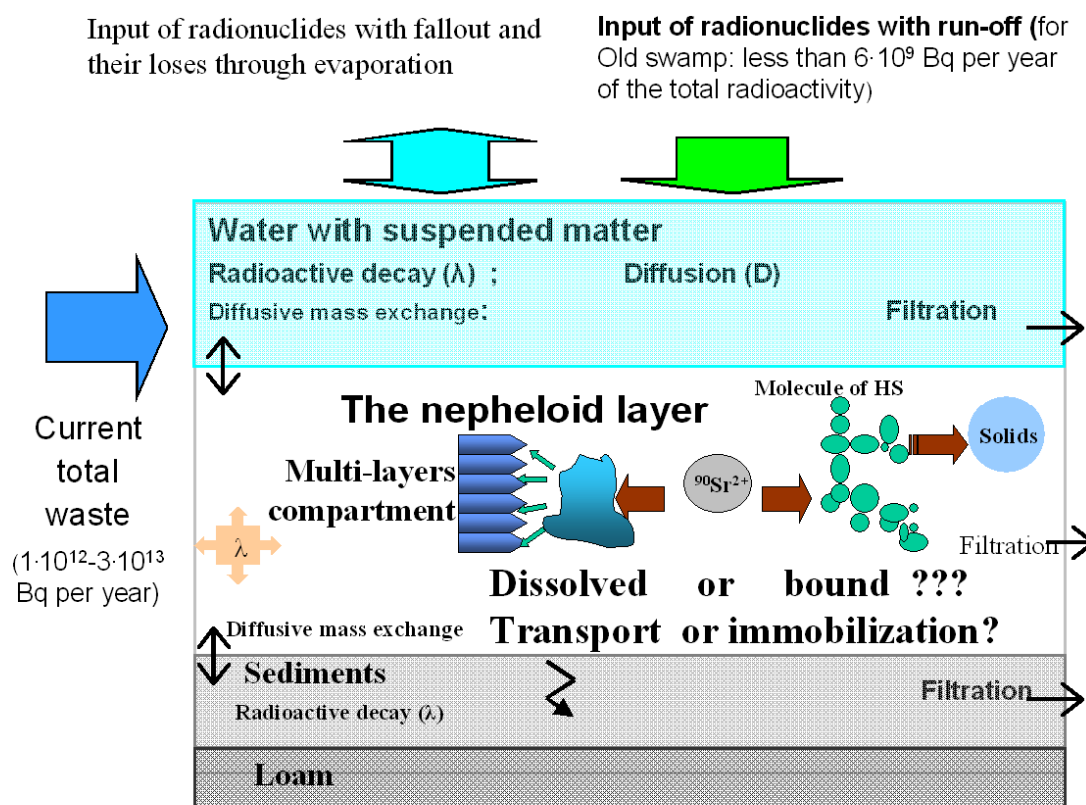 Input of radionuclides with fallout and
their loses through evaporation
Input of radionuclides with run-off (for
Old swamp: less than 6·10⁹ Bq per year
of the total radioactivity)
Water with suspended matter
Radioactive decay (λ) ;
Diffusion (D)
Diffusive mass exchange:
Filtration
Current
total
waste
(1·10¹²-3·10¹³
Bq per year)
The nepheloid layer
Molecule of HS
Solids
Multi-layers
compartment
⁹⁰Sr²⁺
λ
Filtration
Dissolved or bound ???
Transport or immobilization?
Diffusive mass exchange
Sediments
Radioactive decay (λ)
Filtration
Loam